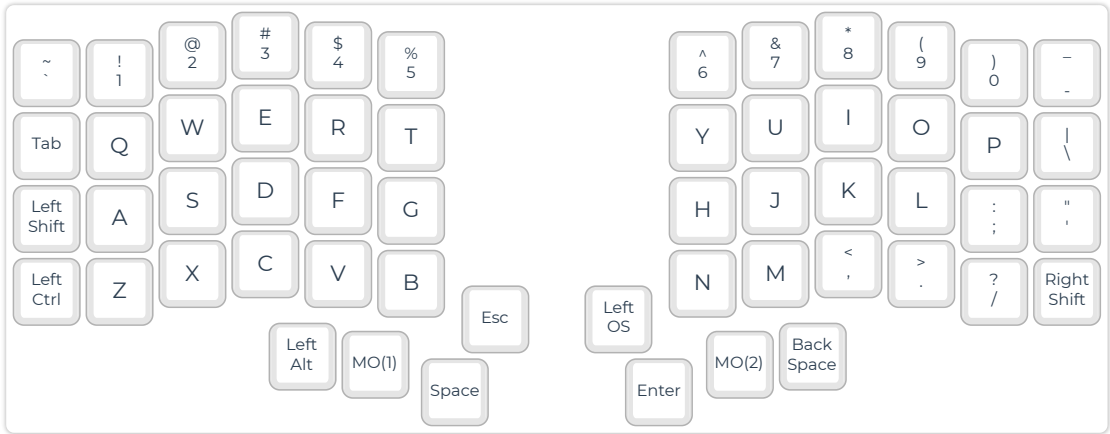 ~
`
!
1
@
2
#
3
$
4
%
5
^
6
&
7
*
8
(
9
)
0
_
-
Tab
Q
W
E
R
T
Y
U
I
O
P
|
\
Left
Shift
A
S
D
F
G
H
J
K
L
:
;
"
'
Left
Ctrl
Z
X
C
V
B
N
M
<
,
>
.
?
/
Right
Shift
Esc
Left
OS
Left
Alt
MO(1)
Space
Enter
MO(2)
Back
Space